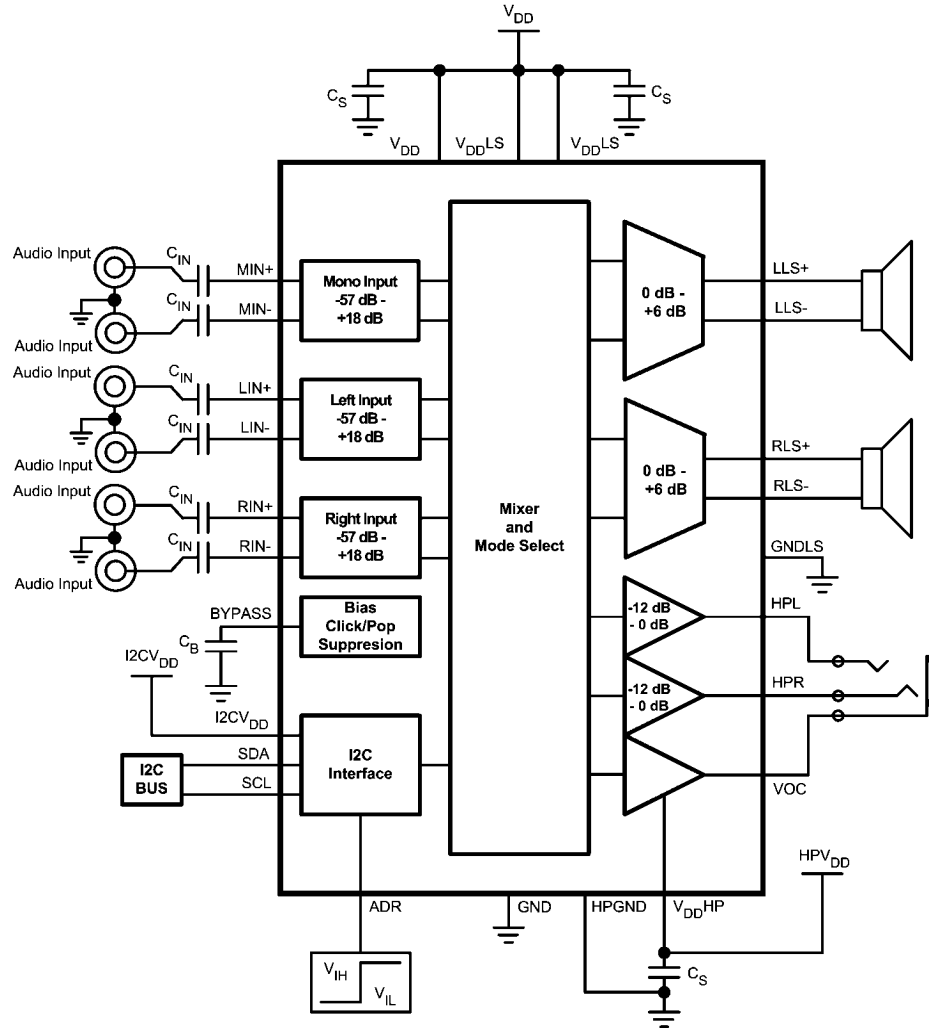 VDD
CS
CS
VDD
VDDLS
VDDLS
Audio Input
CIN
MIN+
CIN
MIN-
Audio Input
Mono Input
-57 dB -
+18 dB
0 dB -
+6 dB
LLS+
LLS-
Audio Input
CIN
LIN+
CIN
LIN-
Audio Input
Left Input
-57 dB -
+18 dB
0 dB -
+6 dB
RLS+
RLS-
Audio Input
CIN
RIN+
CIN
RIN-
Audio Input
Right Input
-57 dB -
+18 dB
Mixer
and
Mode Select
GNDLS
BYPASS
CB
Bias
Click/Pop
Suppresion
-12 dB
- 0 dB
HPL
-12 dB
- 0 dB
HPR
VOC
I2CVDD
I2CVDD
SDA
SCL
I2C
BUS
I2C
Interface
HPVDD
ADR
GND
HPGND
VDDHP
VIH
VIL
CS